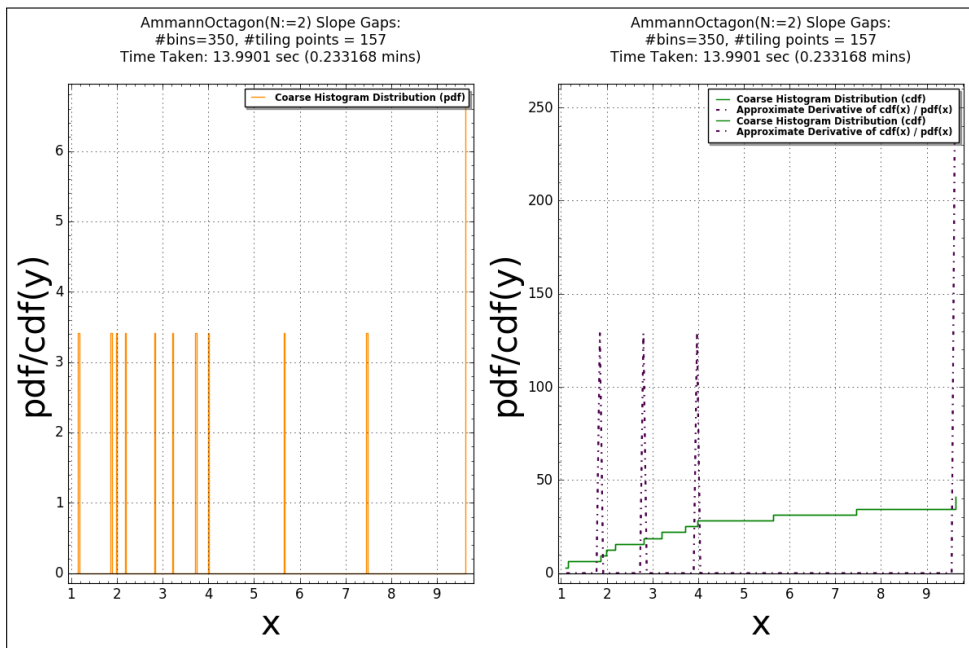 AmmannOctagon(N:=2) Slope Gaps:
#bins=350, #tiling points = 157
Time Taken: 13.9901 sec (0.233168 mins)
Coarse Histogram Distribution (pdf)
pdf/cdf(y)
6
5
4
3
2
1
0
1 2 3 4 5 6 7 8 9
x
AmmannOctagon(N:=2) Slope Gaps:
#bins=350, #tiling points = 157
Time Taken: 13.9901 sec (0.233168 mins)
Coarse Histogram Distribution (cdf)
Approximate Derivative of cdf(x) / pdf(x)
Coarse Histogram Distribution (cdf)
Approximate Derivative of cdf(x) / pdf(x)
pdf/cdf(y)
250
200
150
100
50
0
1 2 3 4 5 6 7 8 9
x